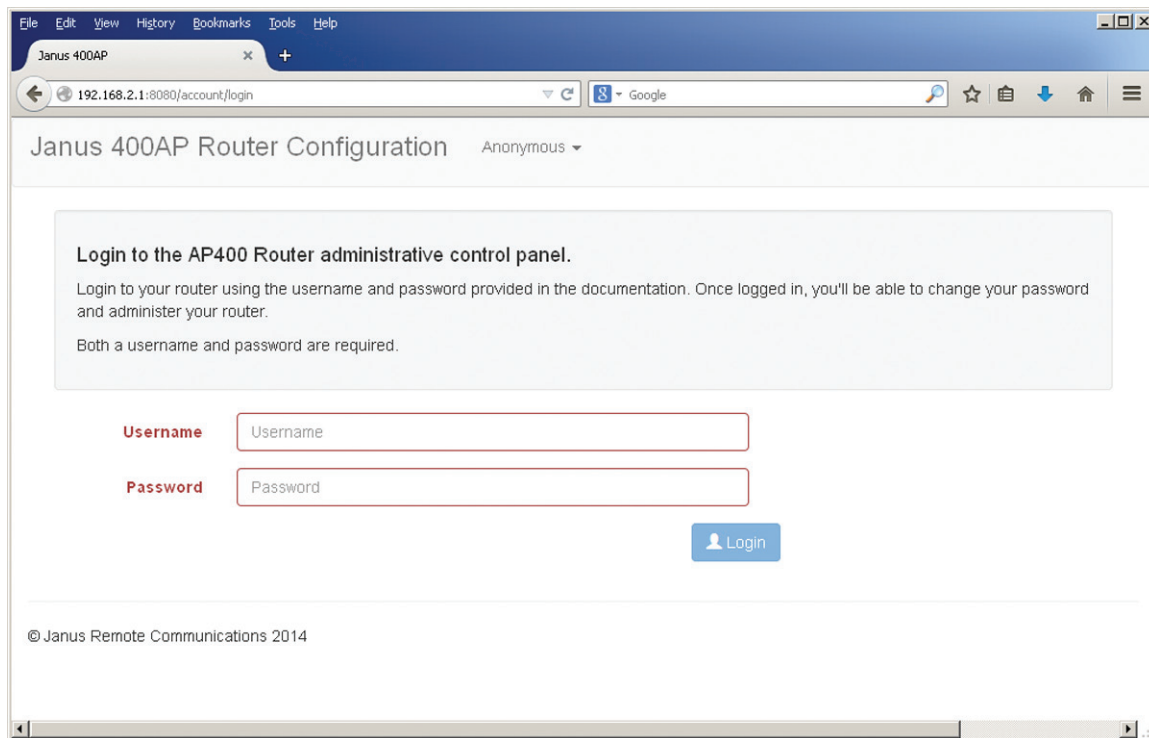 File Edit View History Bookmarks Tools Help
Janus 400AP
192.168.2.1:8080/account/login
8 Google
Janus 400AP Router Configuration Anonymous
Login to the AP400 Router administrative control panel.
Login to your router using the username and password provided in the documentation. Once logged in, you'll be able to change your password
and administer your router.
Both a username and password are required.
Username Username
Password Password
Login
© Janus Remote Communications 2014